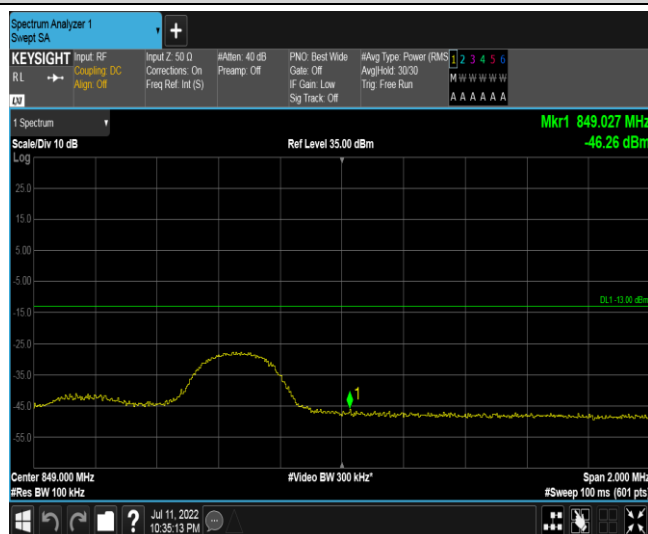 Spectrum Analyzer 1
Swept SA
+
KEYSIGHT
RL
LXI
Input: RF
Coupling: DC
Align: Off
Input Z: 50 Ω
Corrections: On
Freq Ref: Int (S)
#Atten: 40 dB
Preamp: Off
PNO: Best Wide
Gate: Off
IF Gain: Low
Sig Track: Off
#Avg Type: Power (RMS
Avg|Hold: 30/30
Trig: Free Run
1 2 3 4 5 6
M W W W W W
A A A A A A
1 Spectrum
Mkr1 849.027 MHz
Scale/Div 10 dB
Ref Level 35.00 dBm
-46.26 dBm
Log
25.0
15.0
5.00
-5.00
DL1 -13.00 dBm
-15.0
-25.0
-35.0
1
-45.0
-55.0
Center 849.000 MHz
#Video BW 300 kHz*
Span 2.000 MHz
#Res BW 100 kHz
#Sweep 100 ms (601 pts)
?
Jul 11, 2022
10:35:13 PM